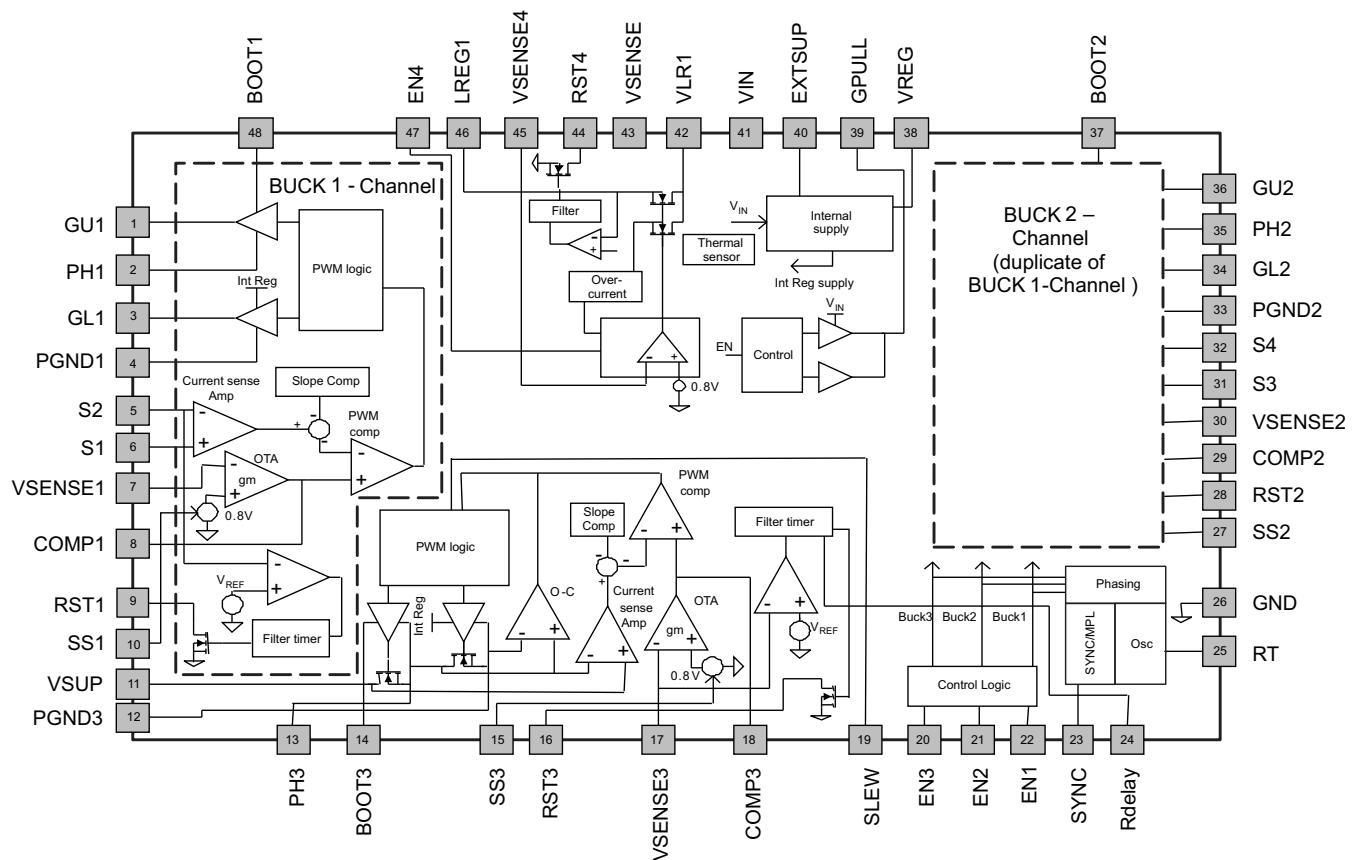 BOOT1
EN4
LREG1
VSENSE4
RST4
VSENSE
VLR1
VIN
EXTSUP
GPULL
VREG
BOOT2
48
47
46
45
44
43
42
41
40
39
38
37
BUCK 1 - Channel
GU1
1
PH1
2
GL1
3
PGND1
4
S2
5
S1
6
VSENSE1
7
COMP1
8
RST1
9
SS1
10
VSUP
11
PGND3
12
PWM logic
Int Reg
Current sense
Amp
Slope Comp
+
-
-
+
-
PWM
comp
-
+
OTA
gm
-
+
0.8V
-
+
VREF
Filter timer
Filter
-
+
Over-
current
-
+
0.8V
VIN
Internal
supply
Thermal
sensor
Int Reg supply
VIN
EN
Control
BUCK 2 –
Channel
(duplicate of
BUCK 1-Channel )
36
GU2
35
PH2
34
GL2
33
PGND2
32
S4
31
S3
30
VSENSE2
29
COMP2
28
RST2
27
SS2
26
GND
25
RT
PWM logic
Int Reg
O-C
-
+
Slope
Comp
-
+
-
Current
sense
Amp
-
+
PWM
comp
-
+
OTA
gm
-
+
0.8V
Filter timer
-
+
VREF
Buck3
Buck2
Buck1
Phasing
SYNC/MPL
Osc
Control Logic
13
14
15
16
17
18
19
20
21
22
23
24
PH3
BOOT3
SS3
RST3
VSENSE3
COMP3
SLEW
EN3
EN2
EN1
SYNC
Rdelay